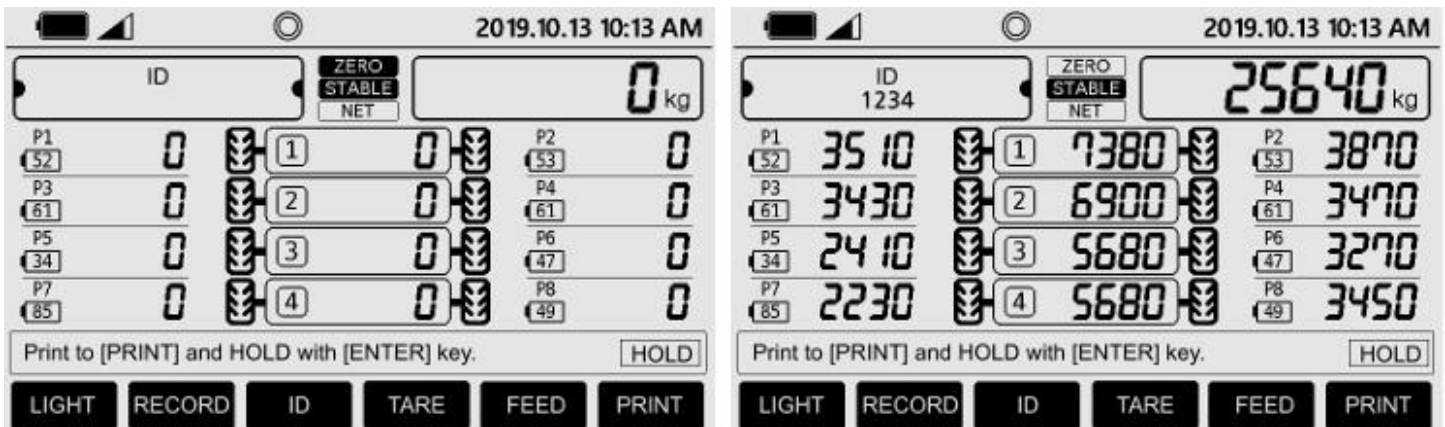 2019.10.13 10:13 AM
ID
ZERO
STABLE
NET
0 kg
P1
52
0
1
0
P2
53
0
P3
61
0
2
0
P4
61
0
P5
34
0
3
0
P6
47
0
P7
85
0
4
0
P8
49
0
Print to [PRINT] and HOLD with [ENTER] key.
HOLD
LIGHT RECORD ID TARE FEED PRINT
2019.10.13 10:13 AM
ID
1234
ZERO
STABLE
NET
25640 kg
P1
52
3510
1
7380
P2
53
3870
P3
61
3430
2
6900
P4
61
3470
P5
34
2410
3
5680
P6
47
3270
P7
85
2230
4
5680
P8
49
3450
Print to [PRINT] and HOLD with [ENTER] key.
HOLD
LIGHT RECORD ID TARE FEED PRINT